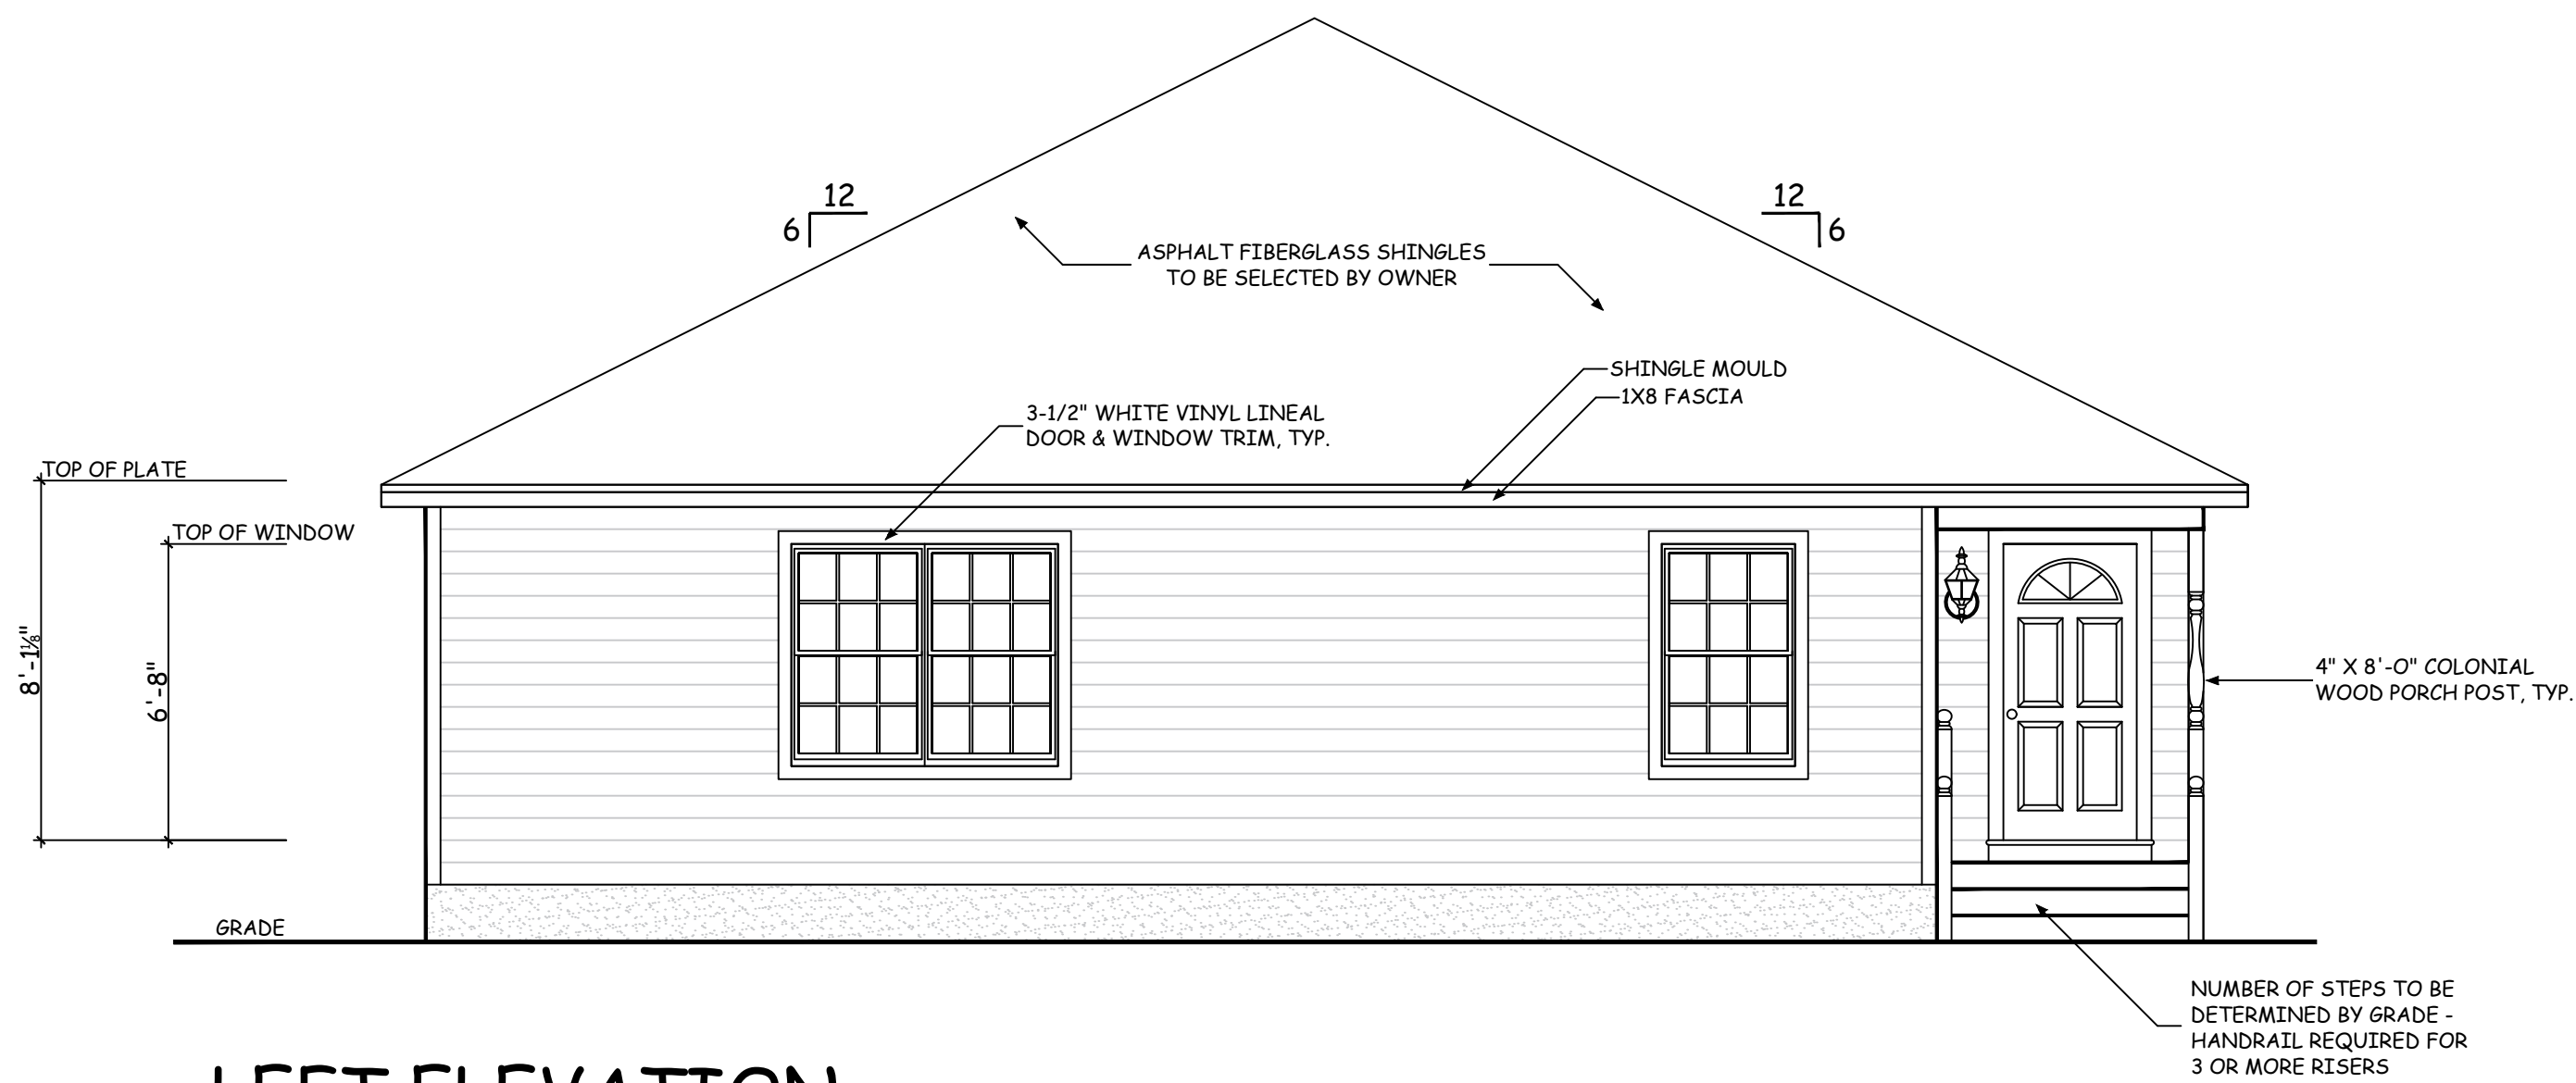 12
6
12
6
ASPHALT FIBERGLASS SHINGLES
TO BE SELECTED BY OWNER
SHINGLE MOULD
1X8 FASCIA
3-1/2" WHITE VINYL LINEAL
DOOR & WINDOW TRIM, TYP.
TOP OF PLATE
TOP OF WINDOW
8'-1⅛"
6'-8"
4" X 8'-0" COLONIAL
WOOD PORCH POST, TYP.
GRADE
NUMBER OF STEPS TO BE
DETERMINED BY GRADE -
HANDRAIL REQUIRED FOR
3 OR MORE RISERS
LEFT ELEVATION